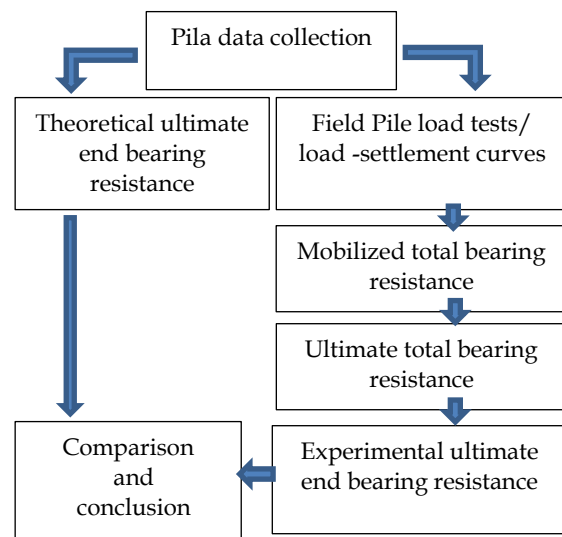 Pila data collection
Theoretical ultimate
end bearing
resistance
Field Pile load tests/
load -settlement curves
Mobilized total bearing
resistance
Ultimate total bearing
resistance
Experimental ultimate
end bearing resistance
Comparison
and
conclusion